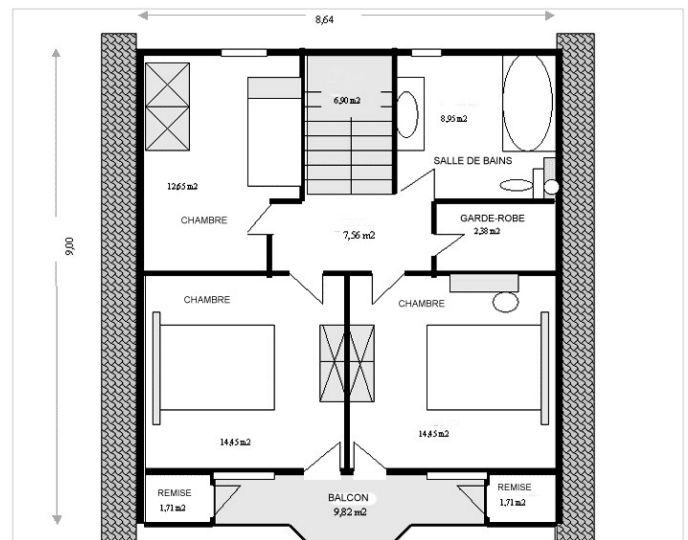 8,64
6,90 m2
8,95 m2
SALLE DE BAINS
12,65 m2
CHAMBRE
GARDE-ROBE
2,38 m2
7,56 m2
9,00
CHAMBRE
CHAMBRE
14,45 m2
14,45 m2
REMISE
1,71 m2
BALCON
9,82 m2
REMISE
1,71 m2